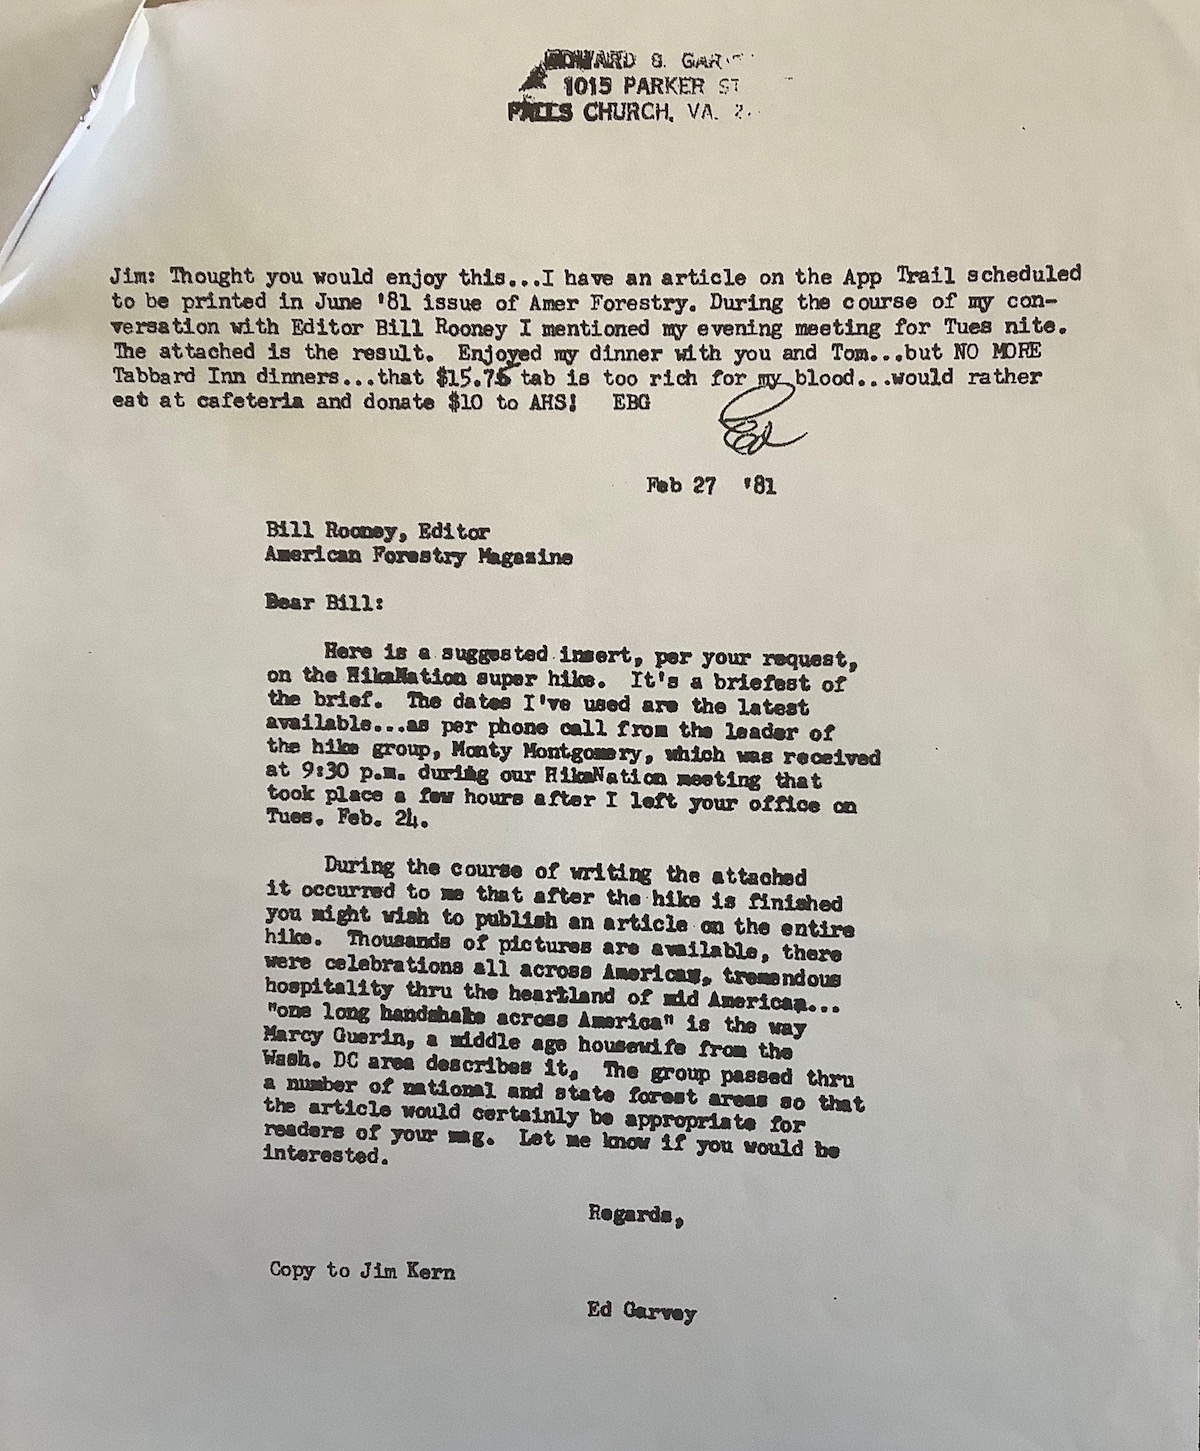 EDWARD B. GAR
1015 PARKER ST
FALLS CHURCH, VA. 2
Jim: Thought you would enjoy this...I have an article on the App Trail scheduled
to be printed in June '81 issue of Amer Forestry. During the course of my con-
versation with Editor Bill Rooney I mentioned my evening meeting for Tues nite.
The attached is the result. Enjoyed my dinner with you and Tom...but NO MORE
Tabbard Inn dinners...that $15.75 tab is too rich for my blood...would rather
eat at cafeteria and donate $10 to AHS! EBG
Ed
Feb 27 '81
Bill Rooney, Editor
American Forestry Magazine
Dear Bill:
Here is a suggested insert, per your request,
on the HikaNation super hike. It's a briefest of
the brief. The dates I've used are the latest
available...as per phone call from the leader of
the hike group, Monty Montgomery, which was received
at 9:30 p.m. during our HikaNation meeting that
took place a few hours after I left your office on
Tues. Feb. 24.
During the course of writing the attached
it occurred to me that after the hike is finished
you might wish to publish an article on the entire
hike. Thousands of pictures are available, there
were celebrations all across America, tremendous
hospitality thru the heartland of mid America...
"one long handshake across America" is the way
Marcy Guerin, a middle age housewife from the
Wash. DC area describes it. The group passed thru
a number of national and state forest areas so that
the article would certainly be appropriate for
readers of your mag. Let me know if you would be
interested.
Regards,
Copy to Jim Kern
Ed Garvey